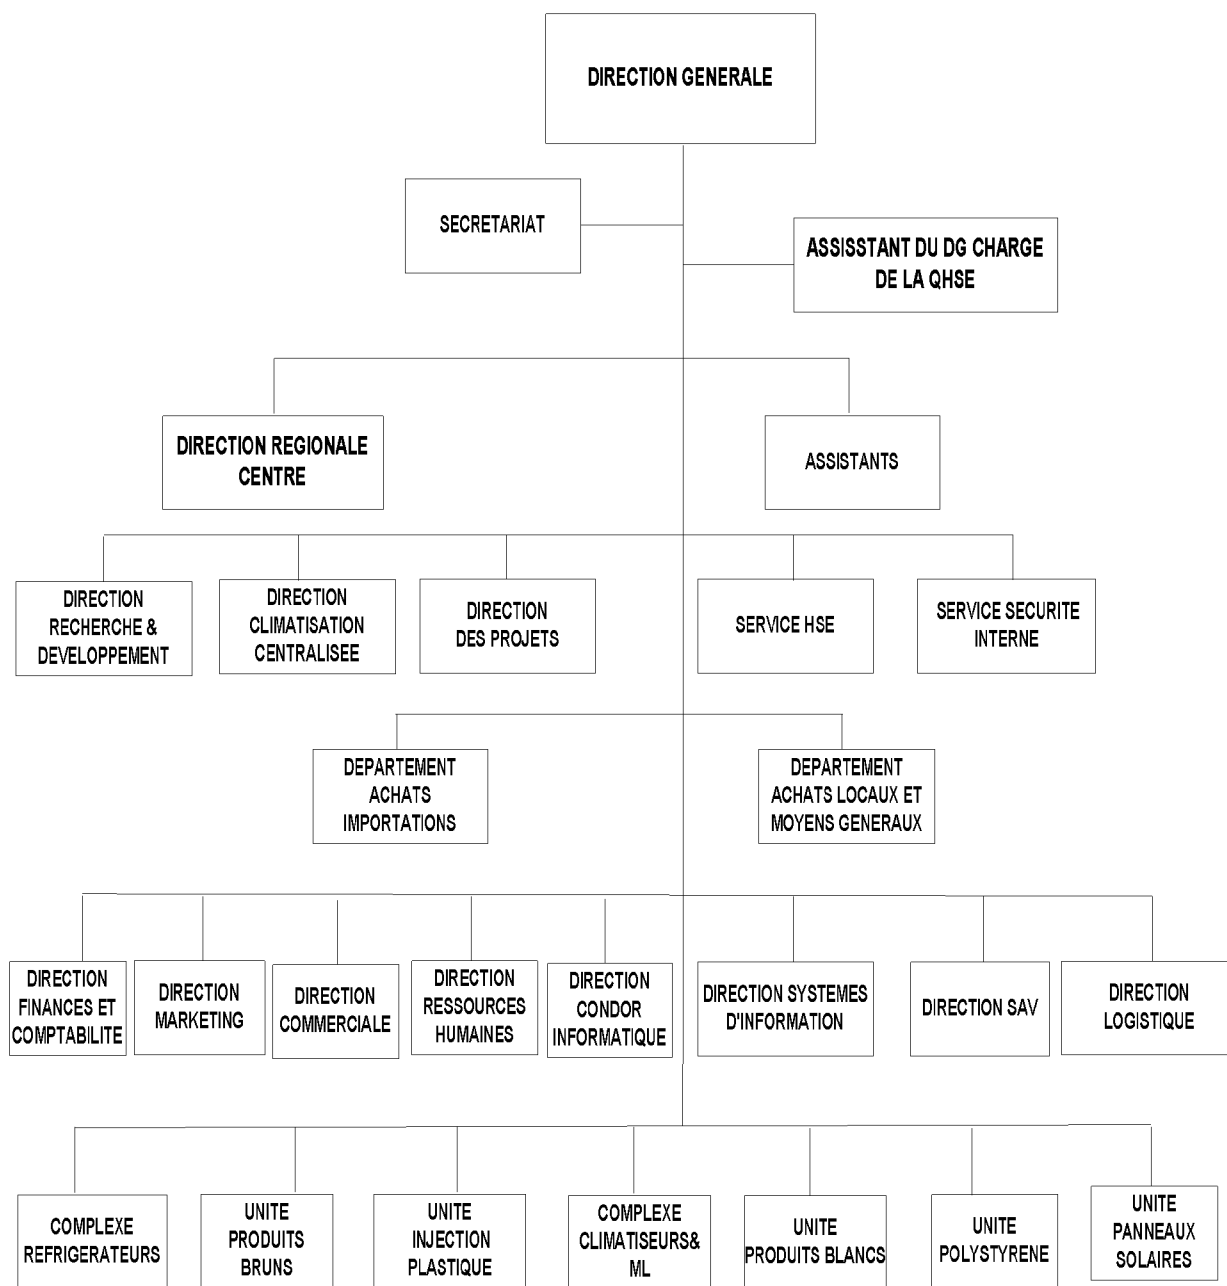 DIRECTION GENERALE
SECRETARIAT
ASSISSTANT DU DG CHARGE
DE LA QHSE
DIRECTION REGIONALE
CENTRE
ASSISTANTS
DIRECTION
RECHERCHE &
DEVELOPPEMENT
DIRECTION
CLIMATISATION
CENTRALISEE
DIRECTION
DES PROJETS
SERVICE HSE
SERVICE SECURITE
INTERNE
DEPARTEMENT
ACHATS
IMPORTATIONS
DEPARTEMENT
ACHATS LOCAUX ET
MOYENS GENERAUX
DIRECTION
FINANCES ET
COMPTABILITE
DIRECTION
MARKETING
DIRECTION
COMMERCIALE
DIRECTION
RESSOURCES
HUMAINES
DIRECTION
CONDOR
INFORMATIQUE
DIRECTION SYSTEMES
D'INFORMATION
DIRECTION SAV
DIRECTION
LOGISTIQUE
COMPLEXE
REFRIGERATEURS
UNITE
PRODUITS
BRUNS
UNITE
INJECTION
PLASTIQUE
COMPLEXE
CLIMATISEURS&
ML
UNITE
PRODUITS BLANCS
UNITE
POLYSTYRENE
UNITE
PANNEAUX
SOLAIRES